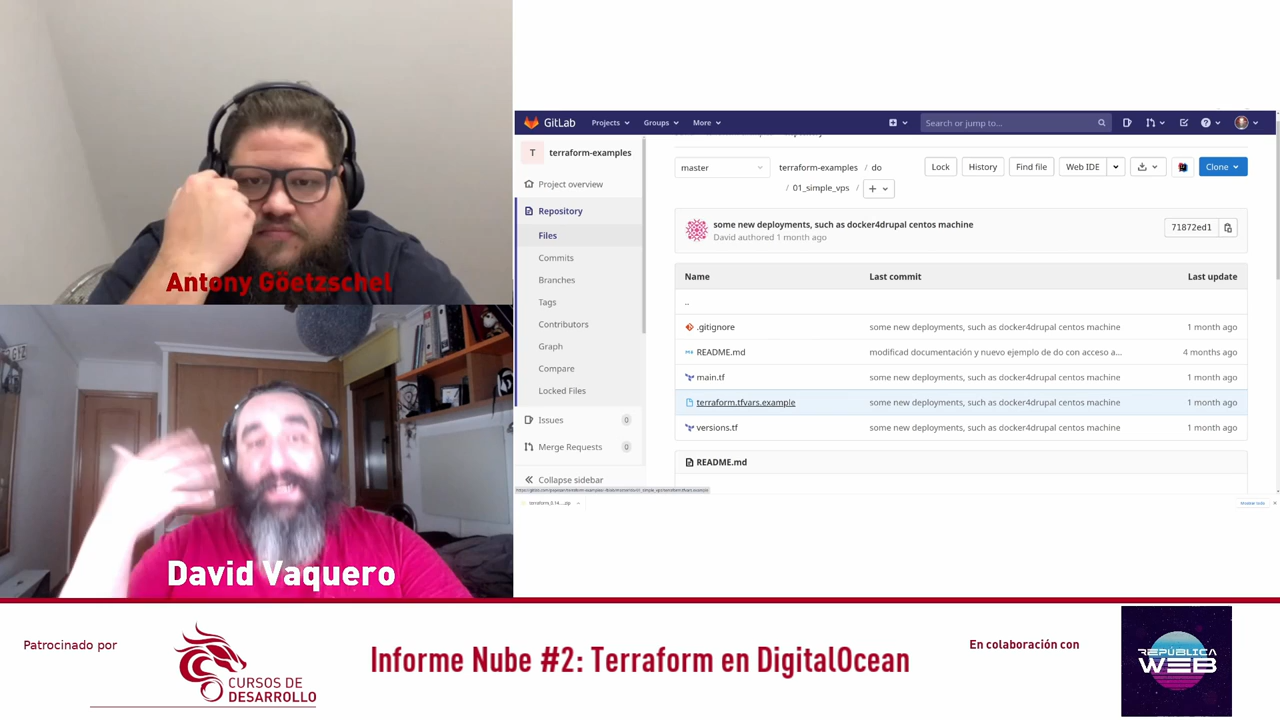 Antony Göetzschel
David Vaquero
GitLab
Projects
Groups
More
Search or jump to...
T
terraform-examples
Project overview
Repository
Files
Commits
Branches
Tags
Contributors
Graph
Compare
Locked Files
Issues 0
Merge Requests 0
Collapse sidebar
master
terraform-examples / do
/ 01_simple_vps /
Lock
History
Find file
Web IDE
Clone
some new deployments, such as docker4drupal centos machine
David authored 1 month ago
71872ed1
Name Last commit Last update
..
.gitignore some new deployments, such as docker4drupal centos machine 1 month ago
README.md modificad documentación y nuevo ejemplo de do con acceso a... 4 months ago
main.tf some new deployments, such as docker4drupal centos machine 1 month ago
terraform.tfvars.example some new deployments, such as docker4drupal centos machine 1 month ago
versions.tf some new deployments, such as docker4drupal centos machine 1 month ago
README.md
terraform_0.14....zip
Patrocinado por
CURSOS DE
DESARROLLO
Informe Nube #2: Terraform en DigitalOcean
En colaboración con
REPÚBLICA
WEB